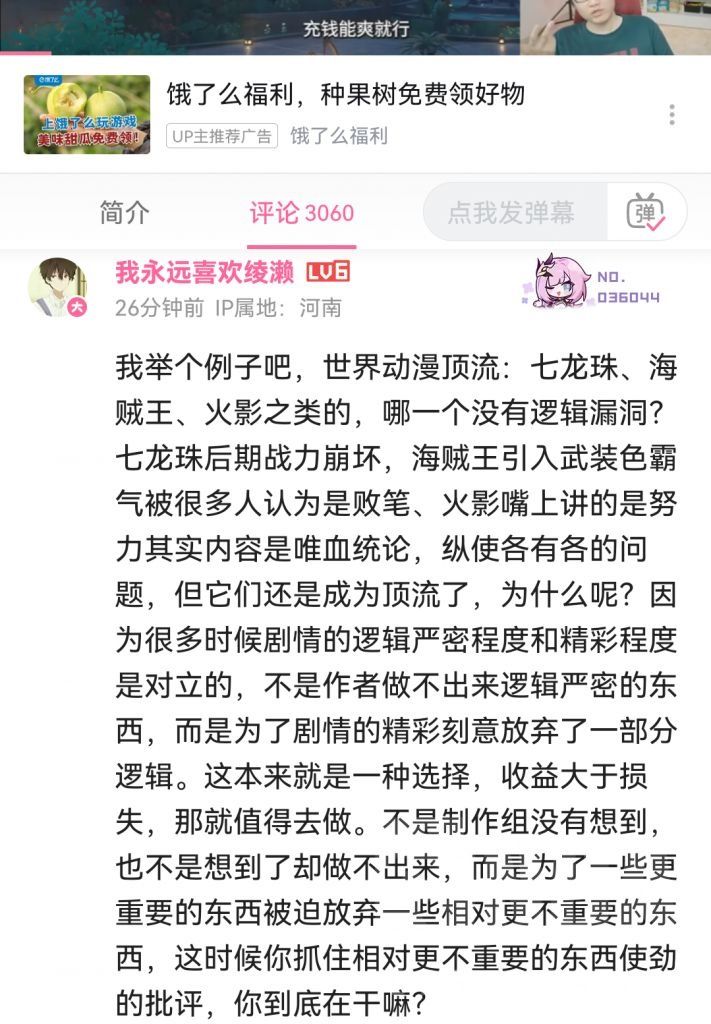 充钱能爽就行
饿了么
上饿了么玩游戏
美味甜瓜免费领!
饿了么福利，种果树免费领好物
UP主推荐广告 饿了么福利
简介 评论 3060 点我发弹幕 弹
我永远喜欢绫濑 LV6
大
NO.
036044
26分钟前 IP属地：河南
我举个例子吧，世界动漫顶流：七龙珠、海
贼王、火影之类的，哪一个没有逻辑漏洞？
七龙珠后期战力崩坏，海贼王引入武装色霸
气被很多人认为是败笔、火影嘴上讲的是努
力其实内容是唯血统论，纵使各有各的问
题，但它们还是成为顶流了，为什么呢？因
为很多时候剧情的逻辑严密程度和精彩程度
是对立的，不是作者做不出来逻辑严密的东
西，而是为了剧情的精彩刻意放弃了一部分
逻辑。这本来就是一种选择，收益大于损
失，那就值得去做。不是制作组没有想到，
也不是想到了却做不出来，而是为了一些更
重要的东西被迫放弃一些相对更不重要的东
西，这时候你抓住相对更不重要的东西使劲
的批评，你到底在干嘛？